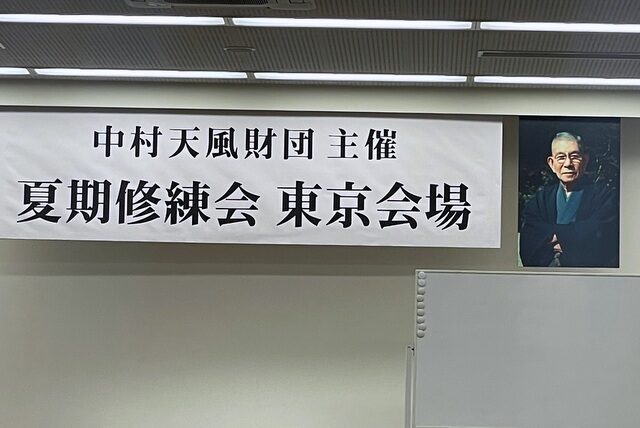 中村天風財団 主催
夏期修練会 東京会場